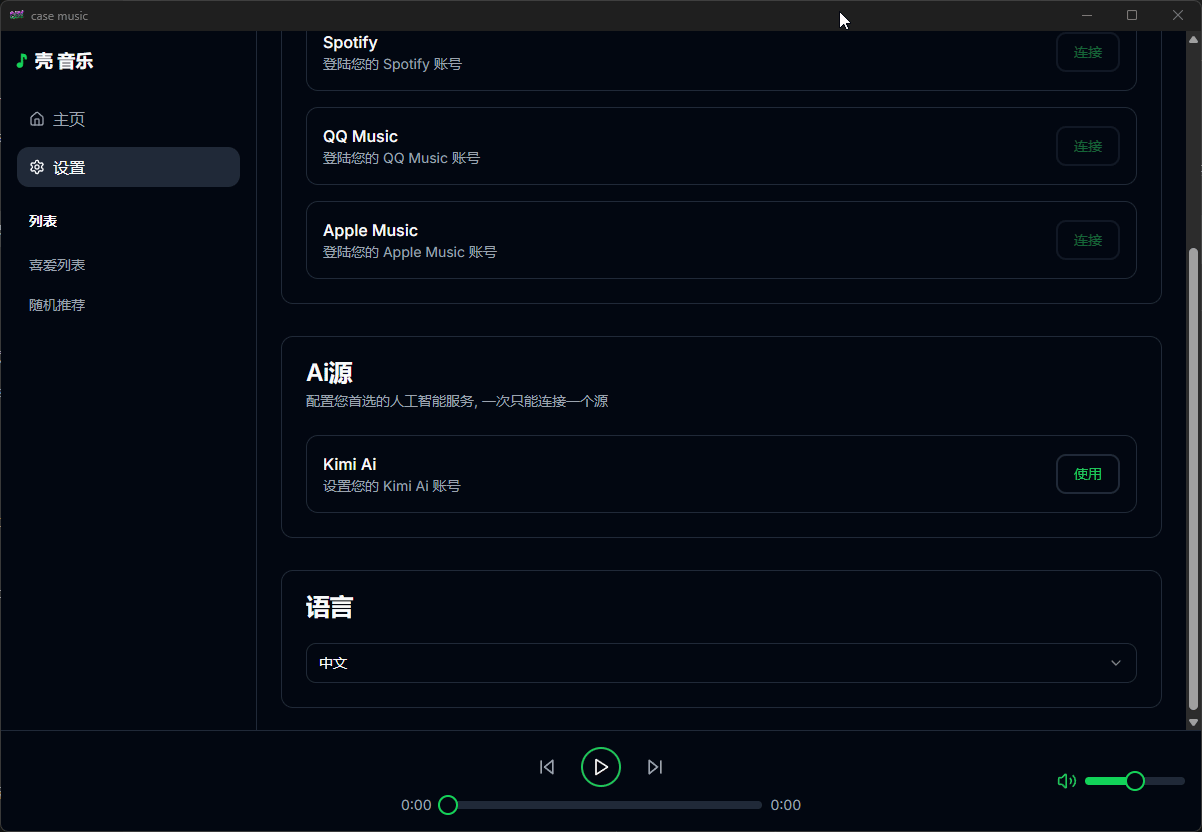 case music
壳 音乐
主页
设置
列表
喜爱列表
随机推荐
Spotify
登陆您的 Spotify 账号
连接
QQ Music
登陆您的 QQ Music 账号
连接
Apple Music
登陆您的 Apple Music 账号
连接
Ai源
配置您首选的人工智能服务, 一次只能连接一个源
Kimi Ai
设置您的 Kimi Ai 账号
使用
语言
中文
0:00
0:00